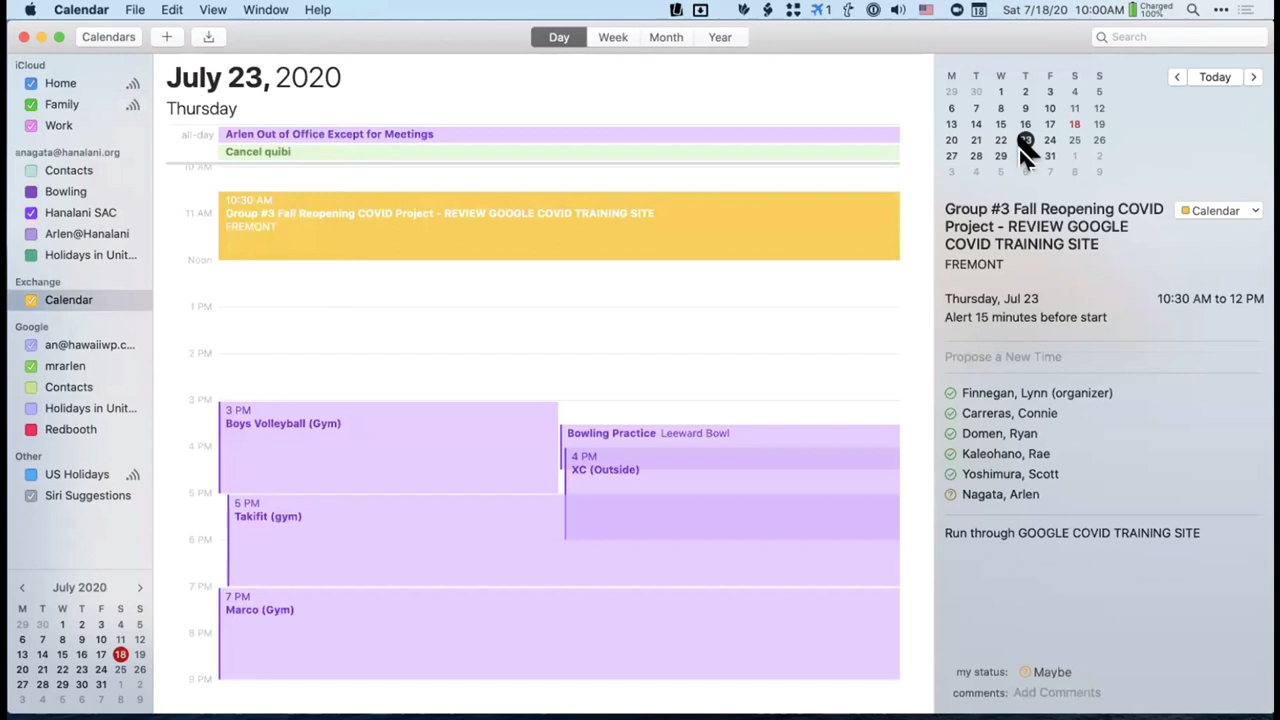 Calendar File Edit View Window Help 1 18 Sat 7/18/20 10:00AM Charged 100%
Calendars + Day Week Month Year Search
iCloud
Home
Family
Work
anagata@hanalani.org
Contacts
Bowling
Hanalani SAC
Arlen@Hanalani
Holidays in Unit...
Exchange
Calendar
Google
an@hawaiiwp.c...
mrarlen
Contacts
Holidays in Unit...
Redbooth
Other
US Holidays
Siri Suggestions
July 2020
M T W T F S S
29 30 1 2 3 4 5
6 7 8 9 10 11 12
13 14 15 16 17 18 19
20 21 22 23 24 25 26
27 28 29 30 31 1 2
3 4 5 6 7 8 9
July 23, 2020
Thursday
all-day Arlen Out of Office Except for Meetings
Cancel quibi
10 AM
10:30 AM
11 AM Group #3 Fall Reopening COVID Project - REVIEW GOOGLE COVID TRAINING SITE
FREMONT
Noon
1 PM
2 PM
3 PM
3 PM
Boys Volleyball (Gym)
Bowling Practice Leeward Bowl
4 PM
4 PM
XC (Outside)
5 PM
5 PM
Takifit (gym)
6 PM
7 PM
7 PM
Marco (Gym)
8 PM
9 PM
M T W T F S S
29 30 1 2 3 4 5
6 7 8 9 10 11 12
13 14 15 16 17 18 19
20 21 22 23 24 25 26
27 28 29 31 1 2
3 4 5 6 7 8 9
Today
Group #3 Fall Reopening COVID
Project - REVIEW GOOGLE
COVID TRAINING SITE
Calendar
FREMONT
Thursday, Jul 23 10:30 AM to 12 PM
Alert 15 minutes before start
Propose a New Time
Finnegan, Lynn (organizer)
Carreras, Connie
Domen, Ryan
Kaleohano, Rae
Yoshimura, Scott
Nagata, Arlen
Run through GOOGLE COVID TRAINING SITE
my status: Maybe
comments: Add Comments